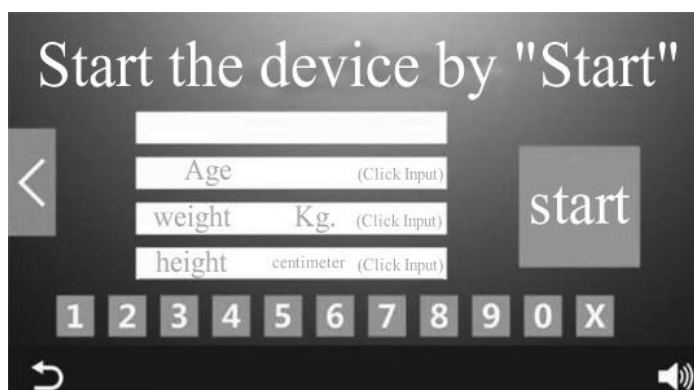 Start the device by "Start"
Age (Click Input)
weight Kg. (Click Input)
height centimeter (Click Input)
start
1 2 3 4 5 6 7 8 9 0 X